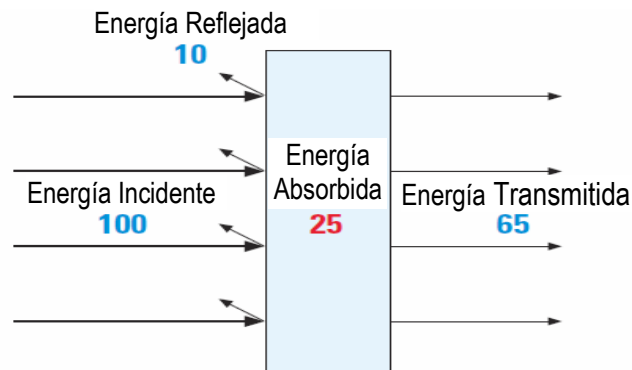 Energía Reflejada
10
Energía Incidente
100
Energía
Absorbida
25
Energía Transmitida
65